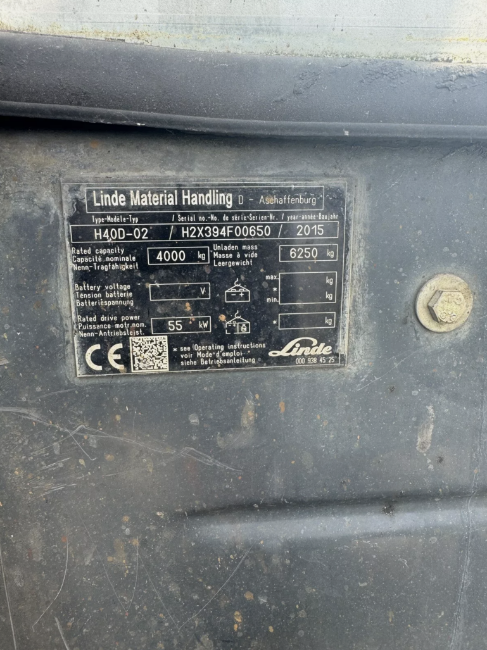 Linde Material Handling D - Aschaffenburg
Type-Modèle-Typ / Serial no.-No. de série-Serien-Nr. / year-année-Baujahr
H40D-02 / H2X394F00650 / 2015
Rated capacity
Capacité nominale
Nenn-Tragfähigkeit
4000 kg
Unladen mass
Masse à vide
Leergewicht
6250 kg
Battery voltage
Tension batterie
Batteriespannung
V
- +
max.
* kg
min.
* kg
Rated drive power
Puissance motr.nom.
Nenn-Antriebsleist.
55 kW
L
* kg
CE
* see Operating instructions
voir Mode d'emploi
siehe Betriebsanleitung
Linde
000 938 45 25